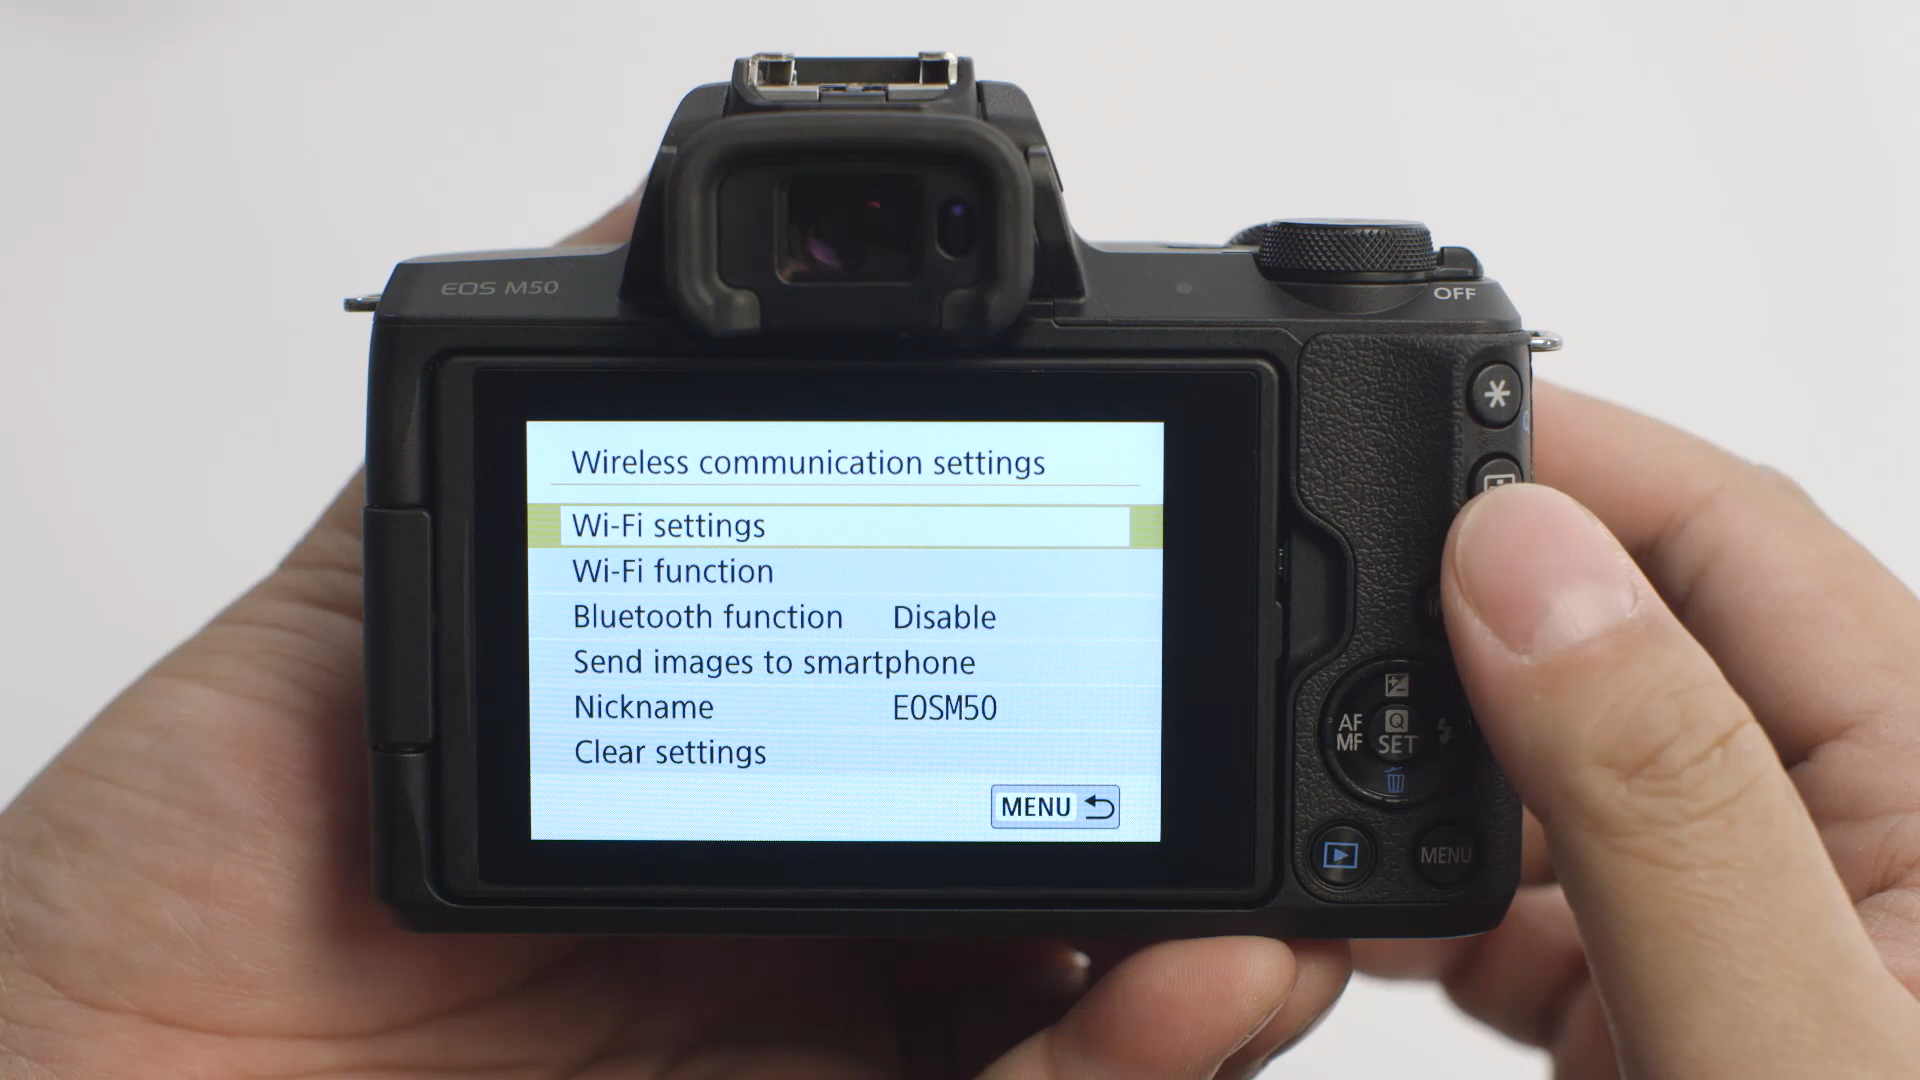 EOS M50
OFF
Wireless communication settings
Wi-Fi settings
Wi-Fi function
Bluetooth function Disable
Send images to smartphone
Nickname EOSM50
Clear settings
MENU
AF
MF
Q
SET
MENU